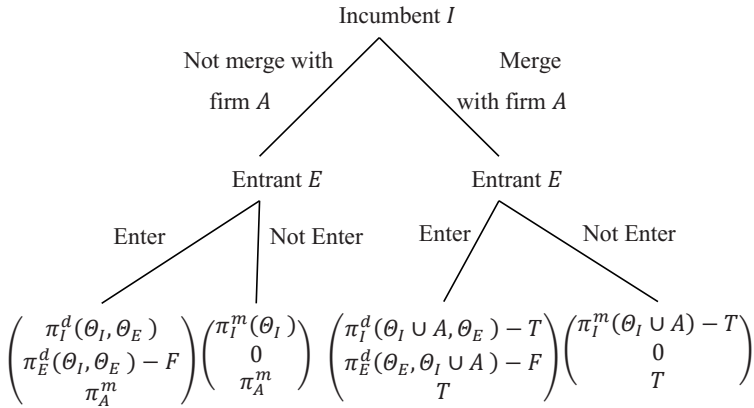 Incumbent I
Not merge with
firm A
Merge
with firm A
Entrant E
Entrant E
Enter
Not Enter
Enter
Not Enter
π_I^d(Θ_I, Θ_E)
π_E^d(Θ_I, Θ_E) − F
π_A^m
π_I^m(Θ_I)
0
π_A^m
π_I^d(Θ_I ∪ A, Θ_E) − T
π_E^d(Θ_E, Θ_I ∪ A) − F
T
π_I^m(Θ_I ∪ A) − T
0
T